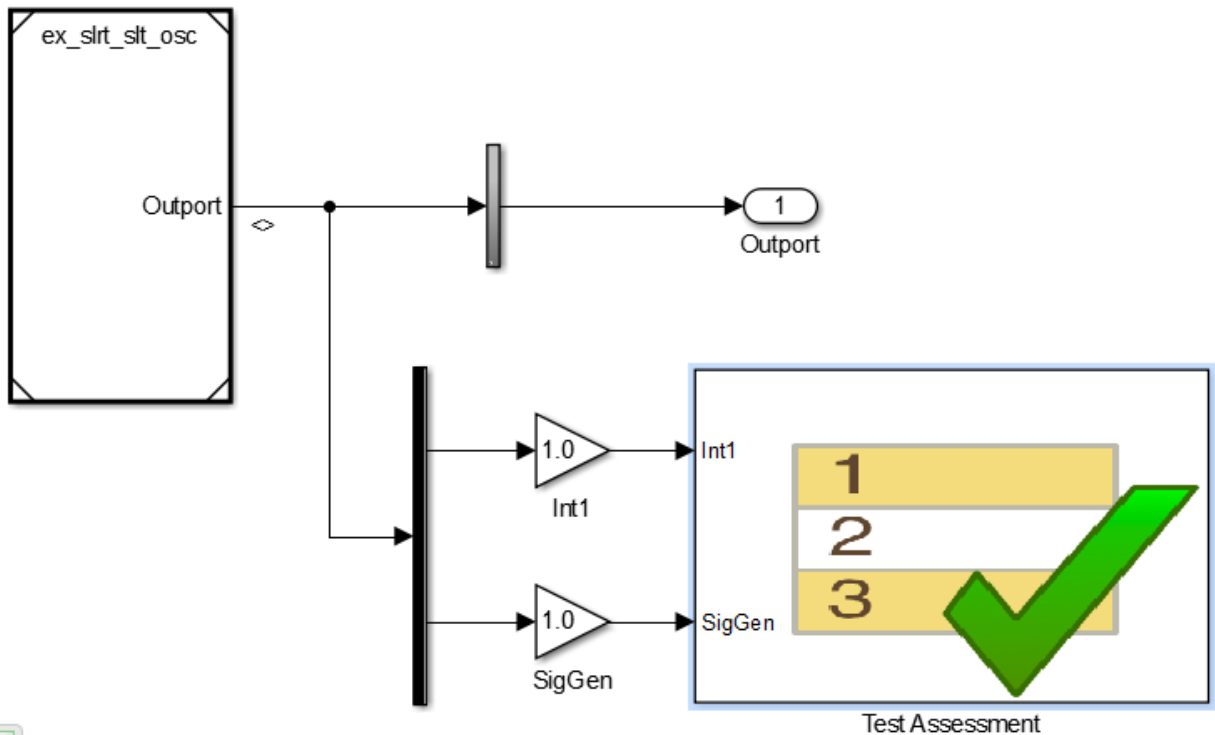 ex_slrt_slt_osc
Outport
<>
1
Outport
1.0
Int1
Int1
1.0
SigGen
SigGen
1
2
3
Test Assessment